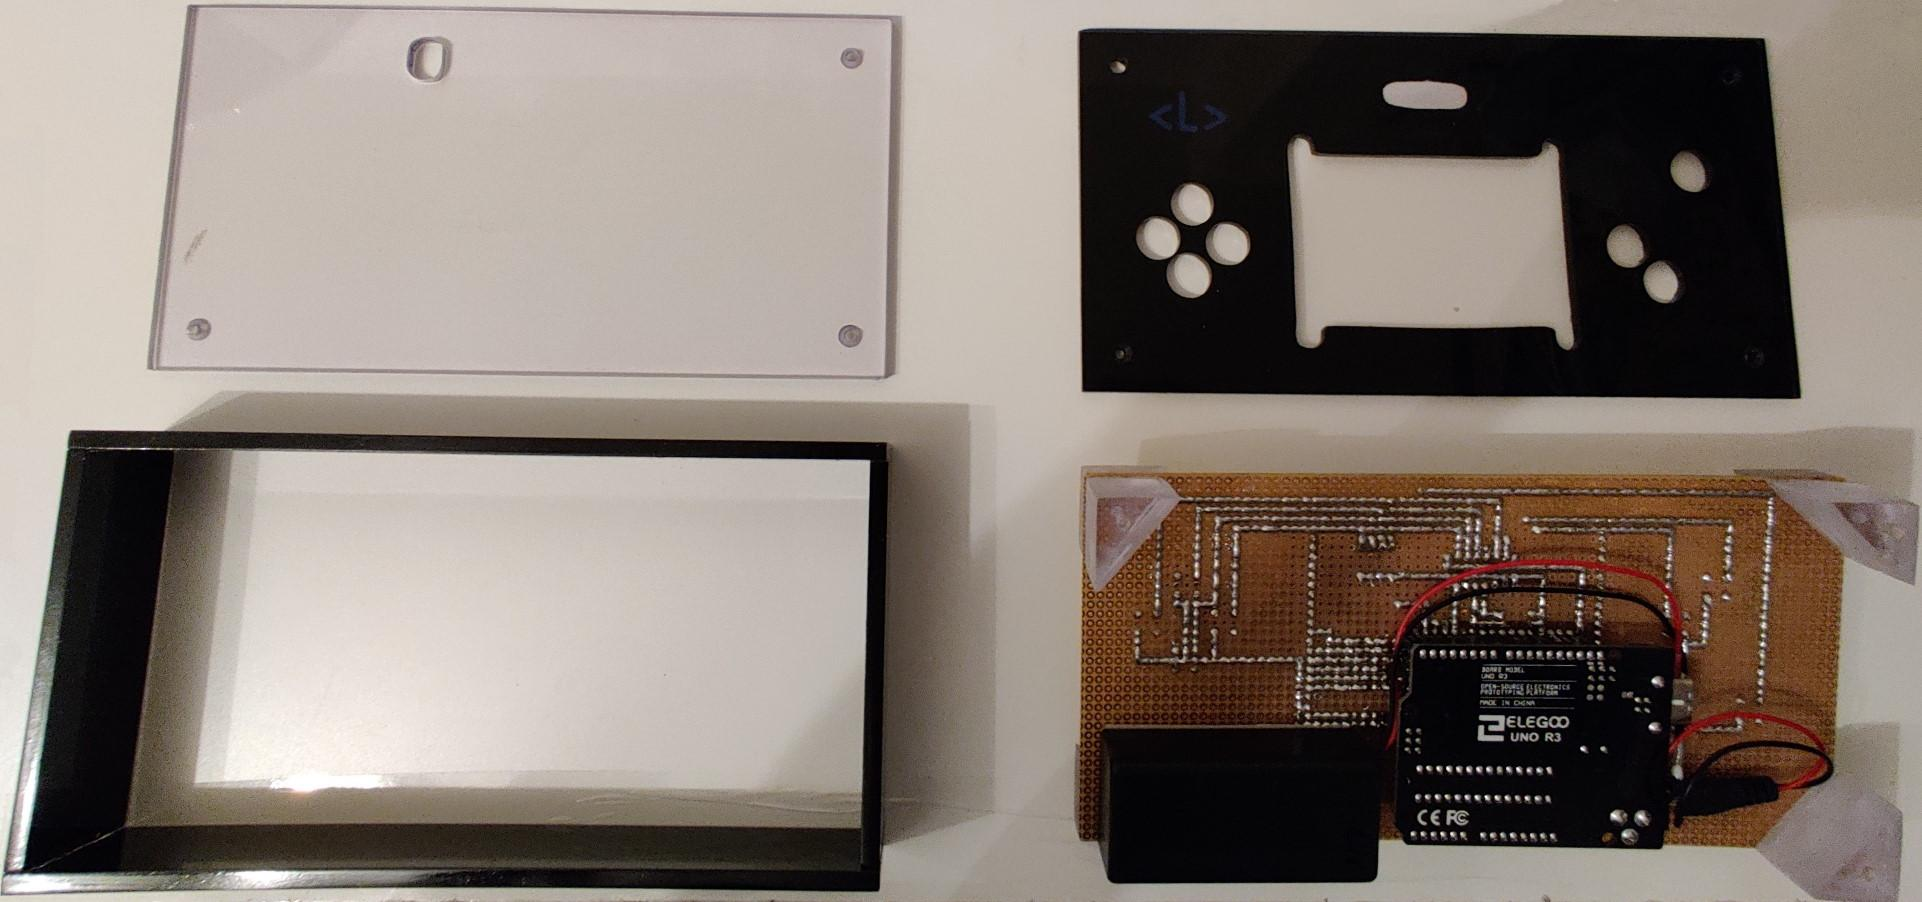 <L>
BOARD MODEL
UNO R3
OPEN-SOURCE ELECTRONICS
PROTOTYPING PLATFORM
MADE IN CHINA
ELEGOO
UNO R3
CE FC